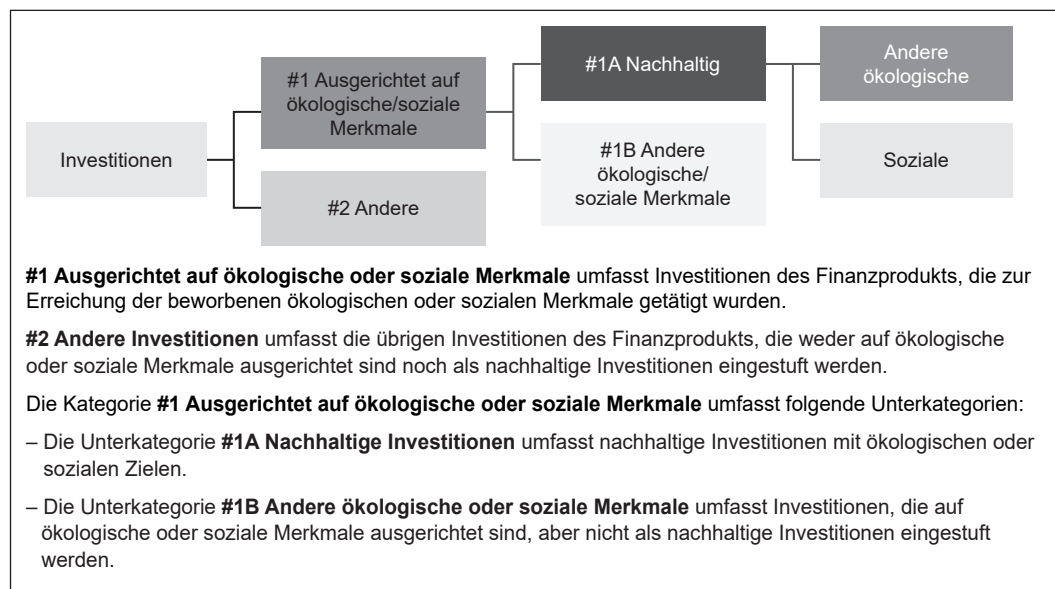 Investitionen
#1 Ausgerichtet auf
ökologische/soziale
Merkmale
#2 Andere
#1A Nachhaltig
#1B Andere
ökologische/
soziale Merkmale
Andere
ökologische
Soziale
#1 Ausgerichtet auf ökologische oder soziale Merkmale umfasst Investitionen des Finanzprodukts, die zur
Erreichung der beworbenen ökologischen oder sozialen Merkmale getätigt wurden.
#2 Andere Investitionen umfasst die übrigen Investitionen des Finanzprodukts, die weder auf ökologische
oder soziale Merkmale ausgerichtet sind noch als nachhaltige Investitionen eingestuft werden.
Die Kategorie #1 Ausgerichtet auf ökologische oder soziale Merkmale umfasst folgende Unterkategorien:
– Die Unterkategorie #1A Nachhaltige Investitionen umfasst nachhaltige Investitionen mit ökologischen oder
sozialen Zielen.
– Die Unterkategorie #1B Andere ökologische oder soziale Merkmale umfasst Investitionen, die auf
ökologische oder soziale Merkmale ausgerichtet sind, aber nicht als nachhaltige Investitionen eingestuft
werden.